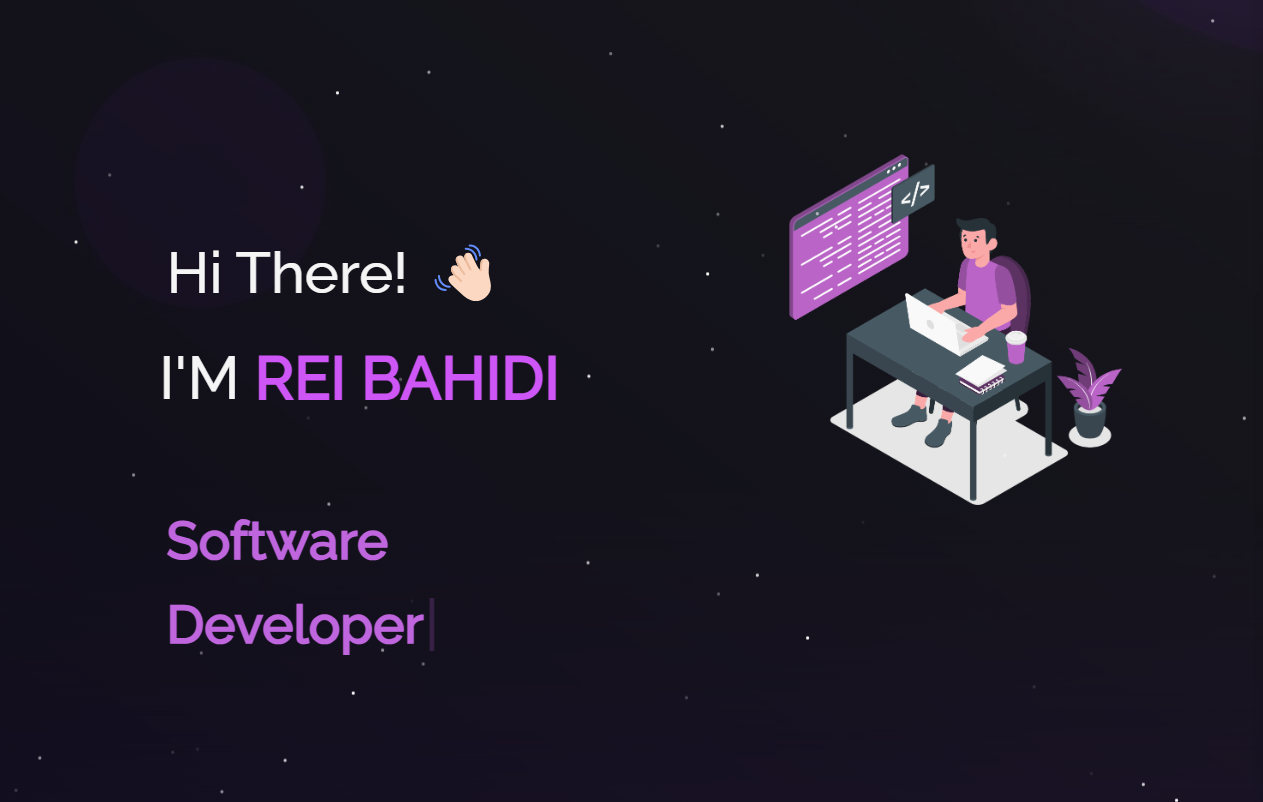 Hi There! 👋🏻
I'M REI BAHIDI
Software
Developer|
</>